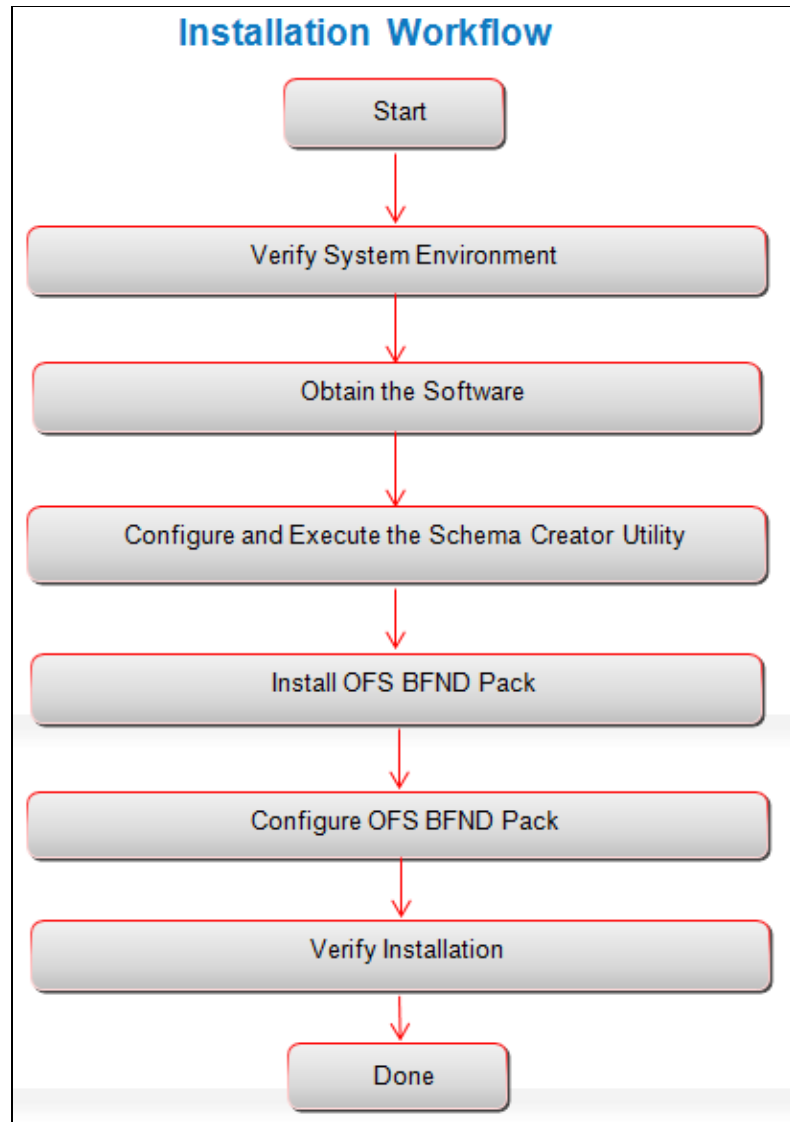 Installation Workflow
Start
Verify System Environment
Obtain the Software
Configure and Execute the Schema Creator Utility
Install OFS BFND Pack
Configure OFS BFND Pack
Verify Installation
Done